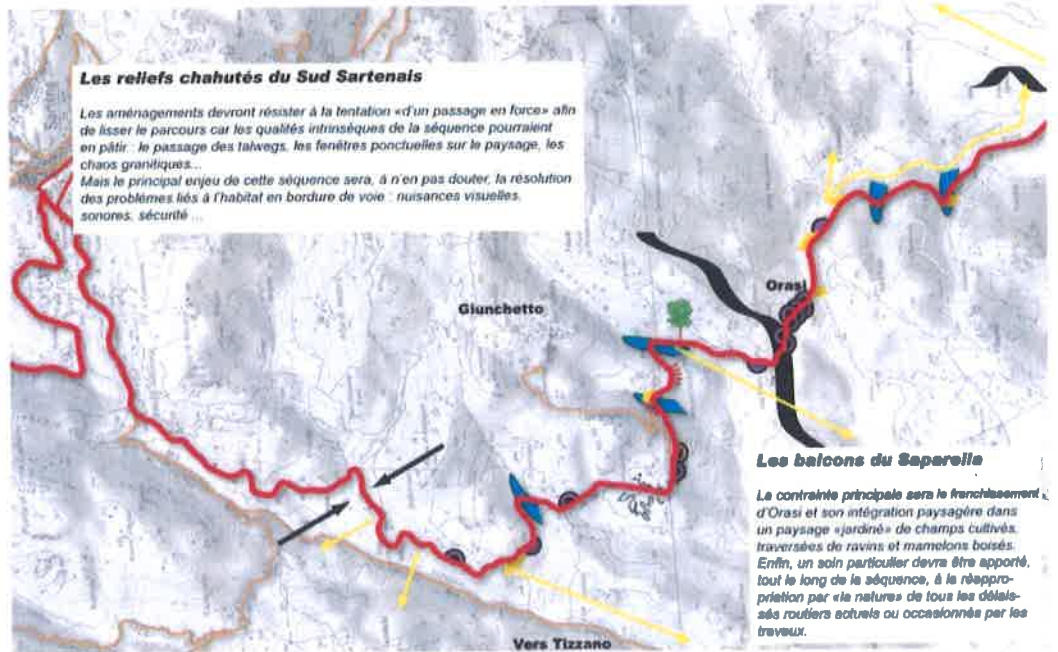 Les reliefs chahutés du Sud Sartenais
Les aménagements devront résister à la tentation «d'un passage en force» afin
de lisser le parcours car les qualités intrinsèques de la séquence pourraient
en pâtir : le passage des talwegs, les fenêtres ponctuelles sur le paysage, les
chaos granitiques...
Mais le principal enjeu de cette séquence sera, à n'en pas douter, la résolution
des problèmes liés à l'habitat en bordure de voie : nuisances visuelles,
sonores, sécurité ...
Orasi
Giunchetto
Les balcons du Saparella
La contrainte principale sera le franchissement
d'Orasi et son intégration paysagère dans
un paysage «jardiné» de champs cultivés,
traversées de ravins et mamelons boisés.
Enfin, un soin particulier devra être apporté,
tout le long de la séquence, à la réappro-
priation par «la nature» de tous les délais-
sés routiers actuels ou occasionnés par les
travaux.
Vers Tizzano